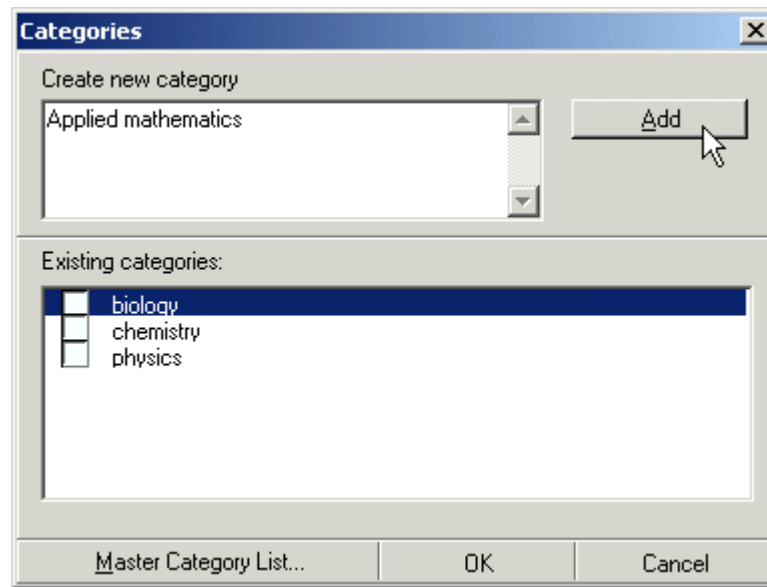 Categories
Create new category
Applied mathematics
Add
Existing categories:
biology
chemistry
physics
Master Category List...
OK
Cancel